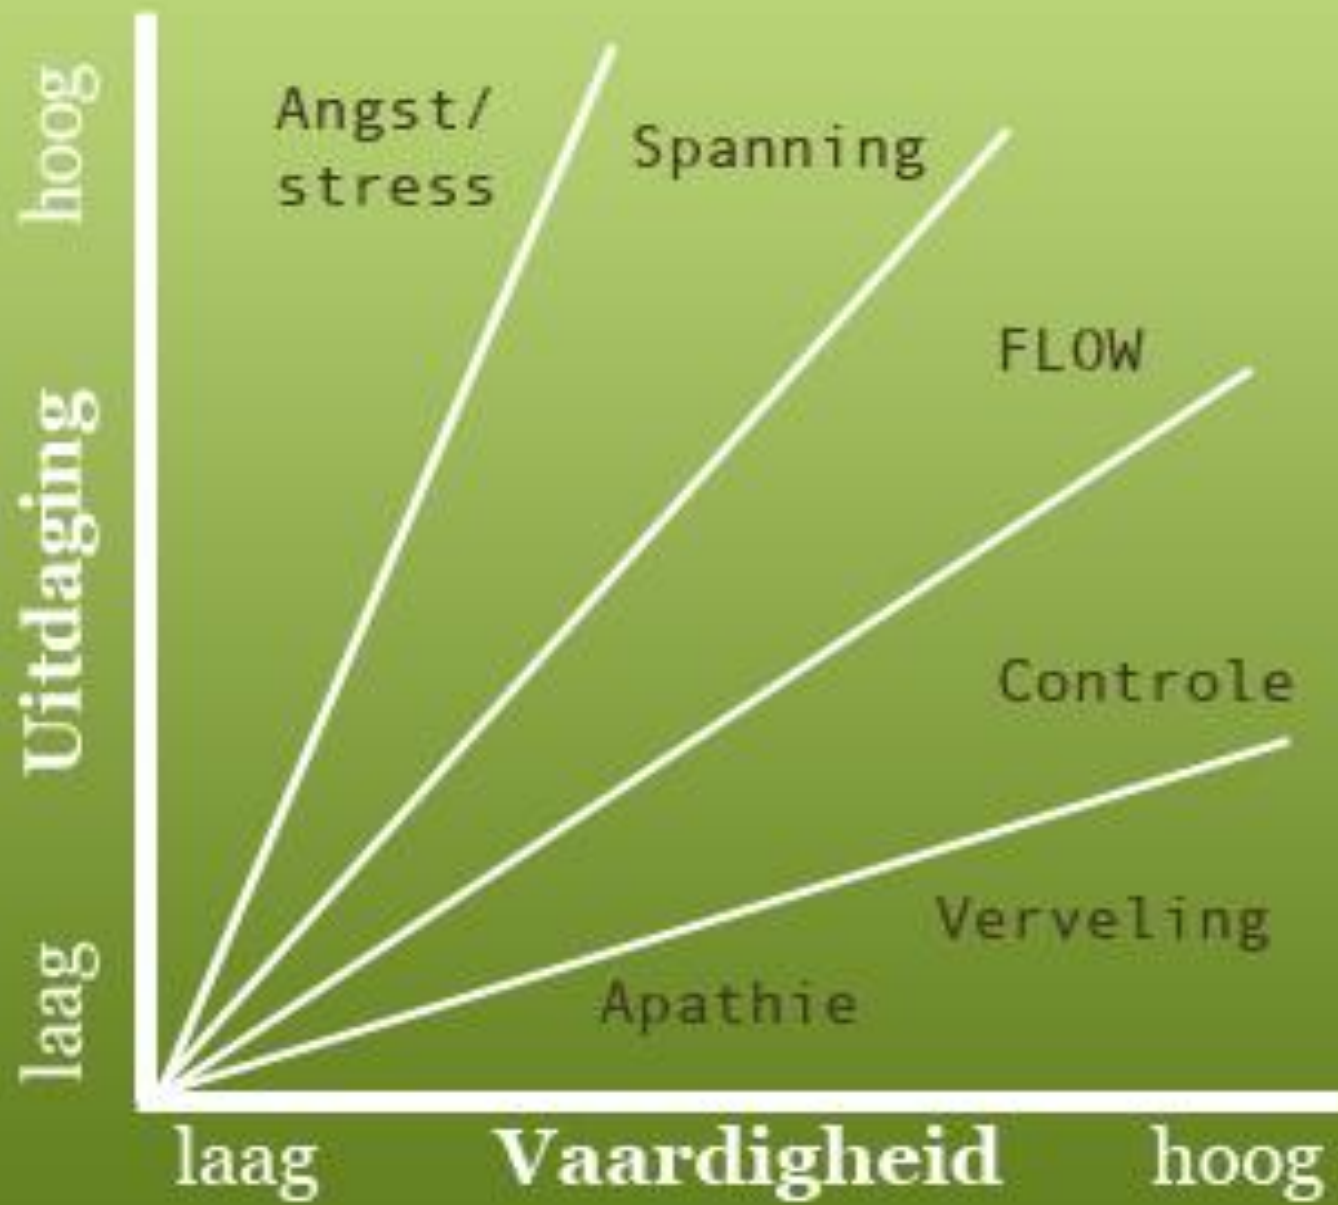 hoog
Uitdaging
laag
Angst/
stress
Spanning
FLOW
Controle
Verveling
Apathie
laag
Vaardigheid
hoog